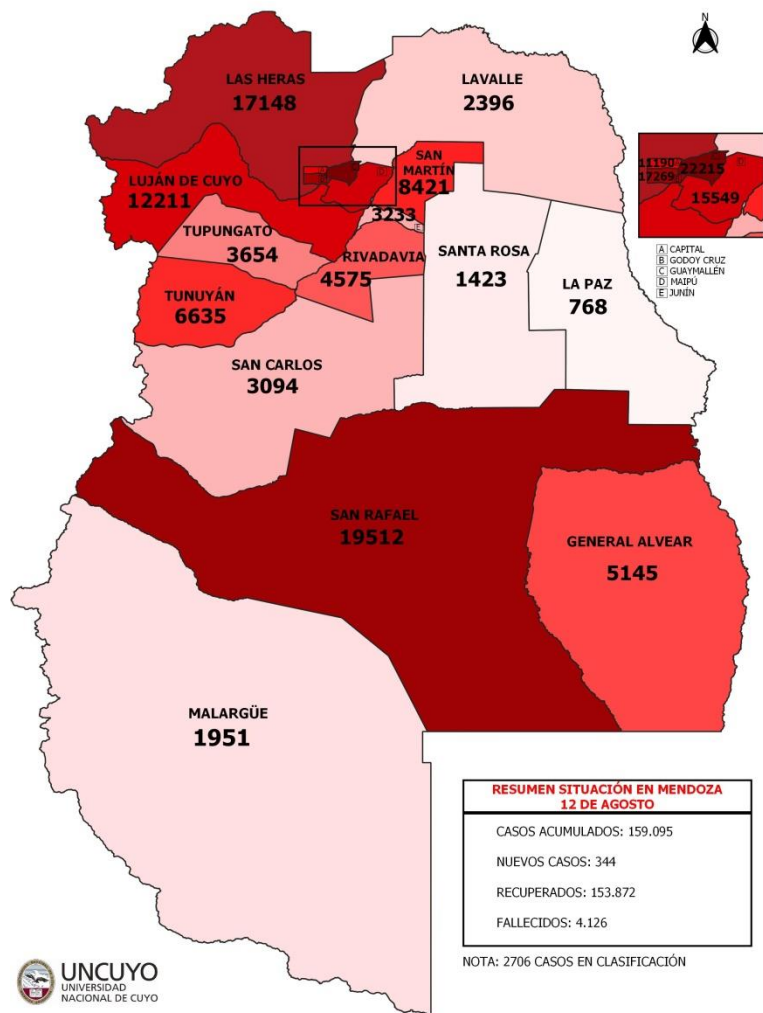 N
LAS HERAS
17148
LAVALLE
2396
SAN
MARTÍN
8421
11190
17269
22215
15549
D
LUJÁN DE CUYO
12211
3233
E
TUPUNGATO
3654
RIVADAVIA
4575
SANTA ROSA
1423
A CAPITAL
B GODOY CRUZ
C GUAYMALLÉN
D MAIPÚ
E JUNÍN
LA PAZ
768
TUNUYÁN
6635
SAN CARLOS
3094
SAN RAFAEL
19512
GENERAL ALVEAR
5145
MALARGÜE
1951
RESUMEN SITUACIÓN EN MENDOZA
12 DE AGOSTO
CASOS ACUMULADOS: 159.095
NUEVOS CASOS: 344
RECUPERADOS: 153.872
FALLECIDOS: 4.126
NOTA: 2706 CASOS EN CLASIFICACIÓN
UNCUYO
UNIVERSIDAD
NACIONAL DE CUYO